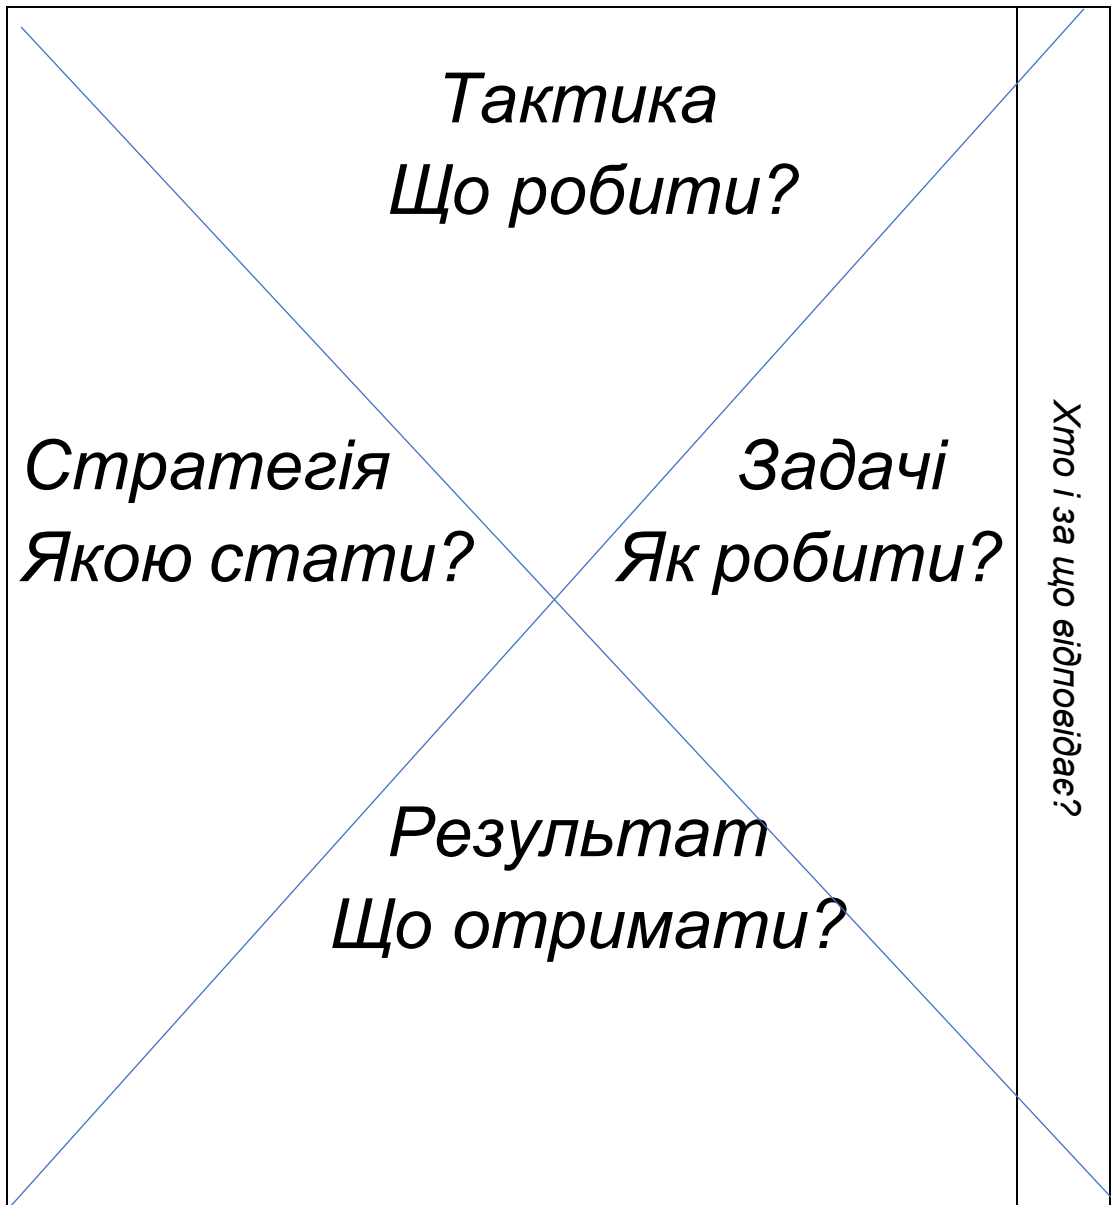 Тактика
Що робити?
Стратегія
Якою стати?
Задачі
Як робити?
Результат
Що отримати?
Хто і за що відповідає?